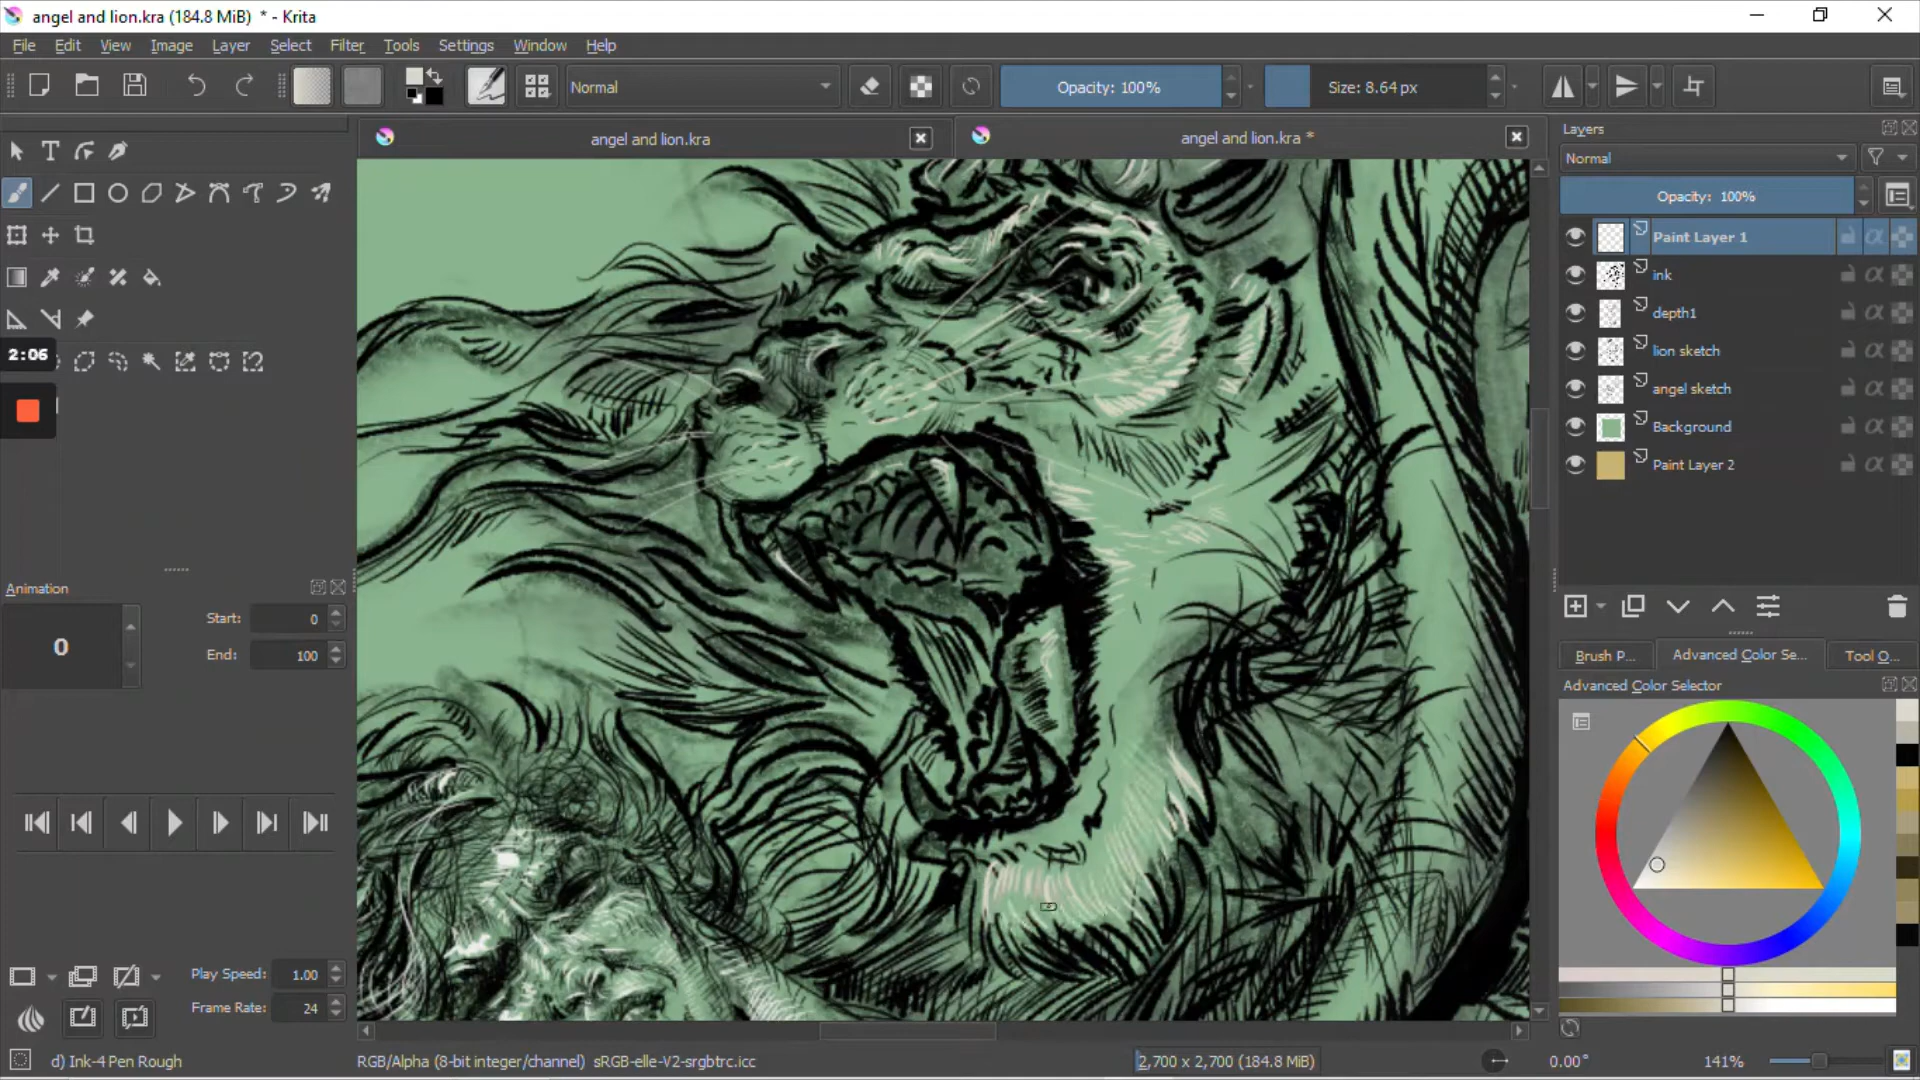 angel and lion.kra (184.8 MiB) * - Krita
File Edit View Image Layer Select Filter Tools Settings Window Help
Normal
Opacity: 100%
Size: 8.64 px
angel and lion.kra
angel and lion.kra *
Layers
Normal
Opacity: 100%
Paint Layer 1
ink
depth1
lion sketch
angel sketch
Background
Paint Layer 2
2:06
Animation
0
Start: 0
End: 100
Brush P...
Advanced Color Se...
Tool O...
Advanced Color Selector
Play Speed: 1.00
Frame Rate: 24
d) Ink-4 Pen Rough
RGB/Alpha (8-bit integer/channel) sRGB-elle-V2-srgbtrc.icc
2,700 x 2,700 (184.8 MiB)
0.00°
141%